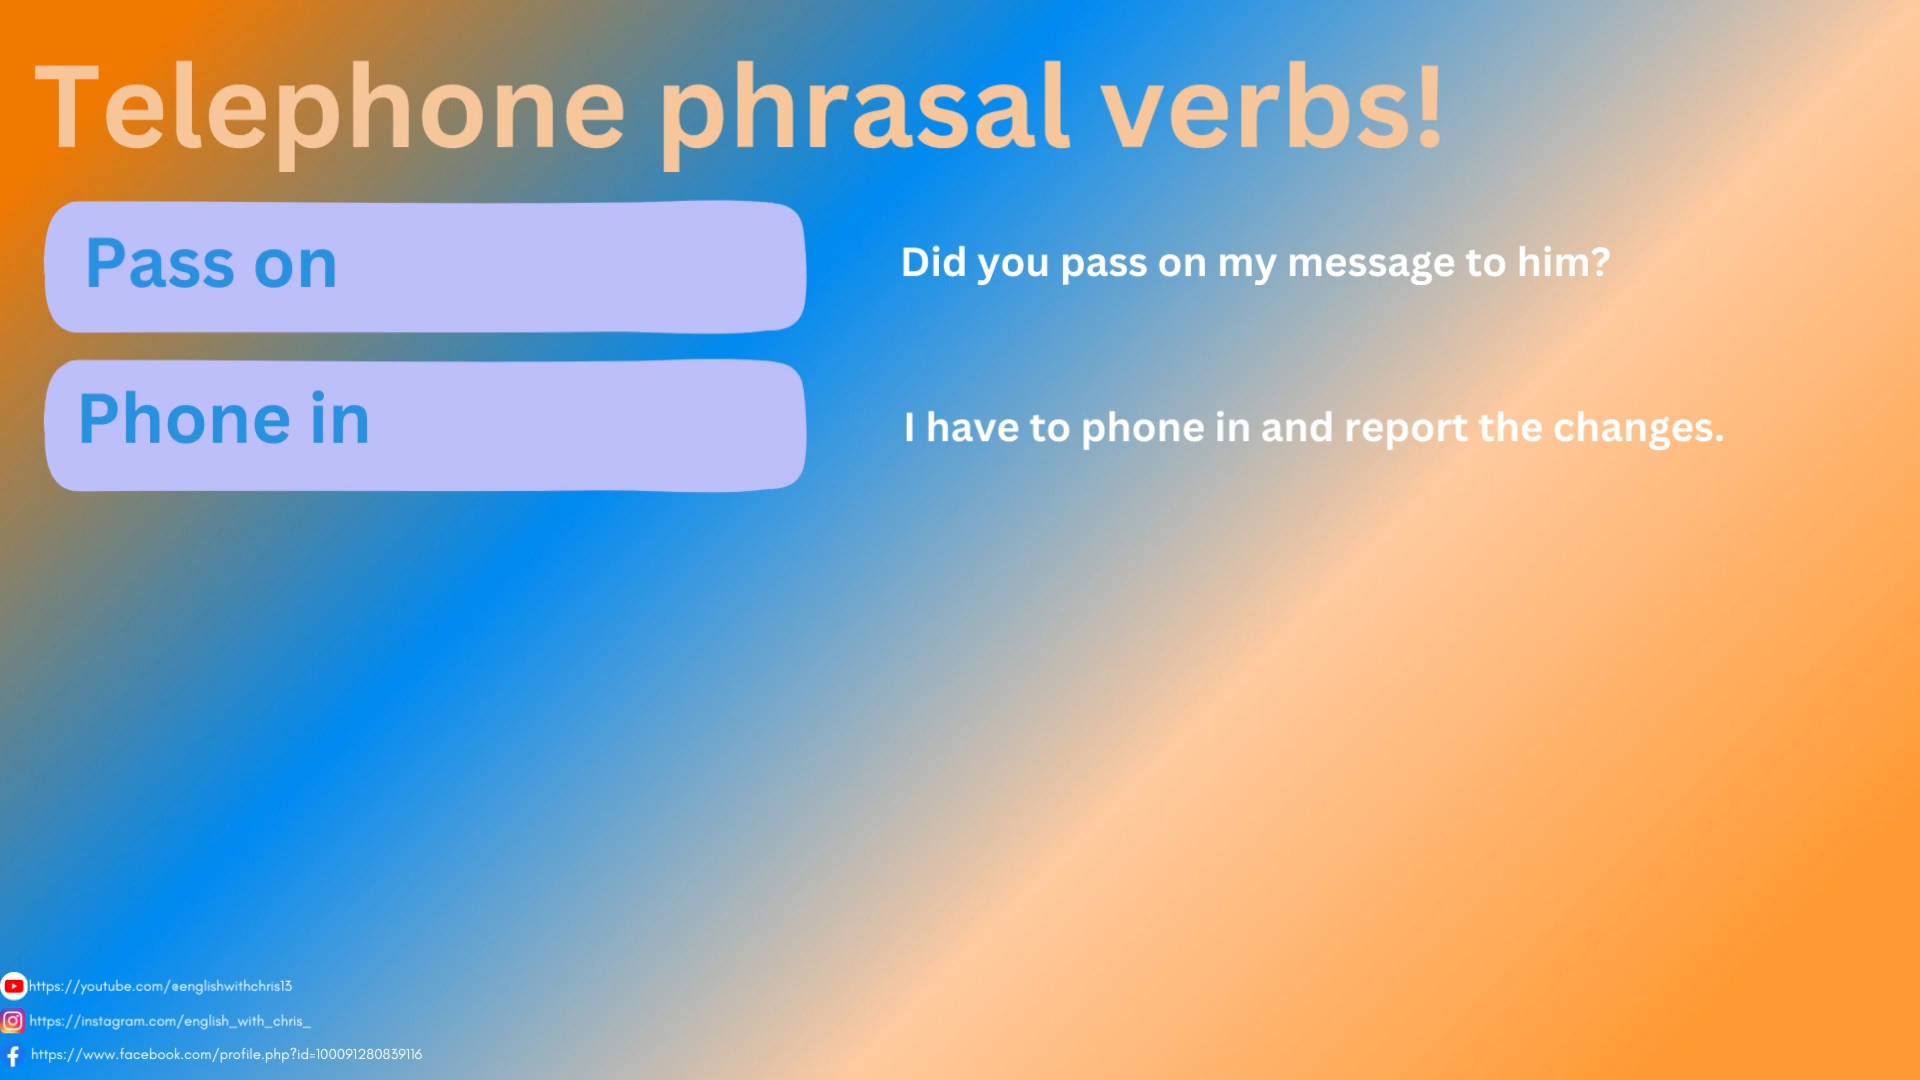 Telephone phrasal verbs!
Pass on
Did you pass on my message to him?
Phone in
I have to phone in and report the changes.
https://youtube.com/@englishwithchris13
https://instagram.com/english_with_chris_
https://www.facebook.com/profile.php?id=100091280839116